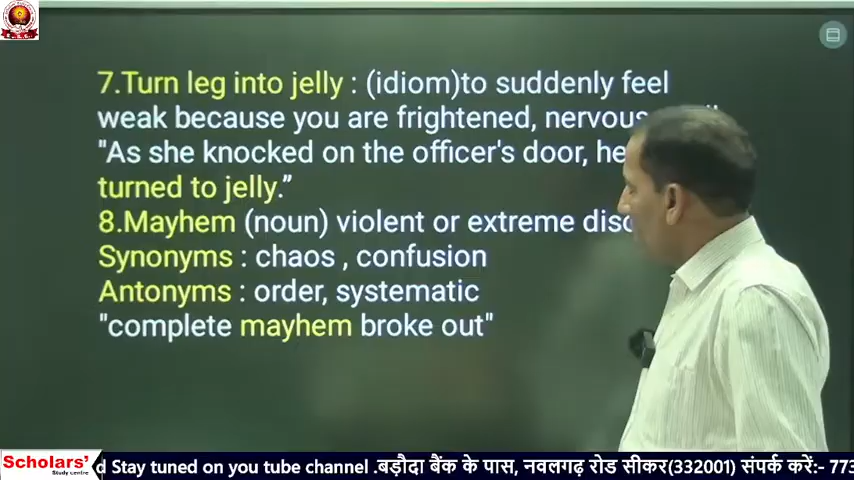 7.Turn leg into jelly : (idiom)to suddenly feel
weak because you are frightened, nervous
"As she knocked on the officer's door, he
turned to jelly.”
8.Mayhem (noun) violent or extreme diso
Synonyms : chaos , confusion
Antonyms : order, systematic
"complete mayhem broke out"
Scholars’
Study centre
d Stay tuned on you tube channel .बड़ौदा बैंक के पास, नवलगढ़ रोड सीकर(332001) संपर्क करें:- 773